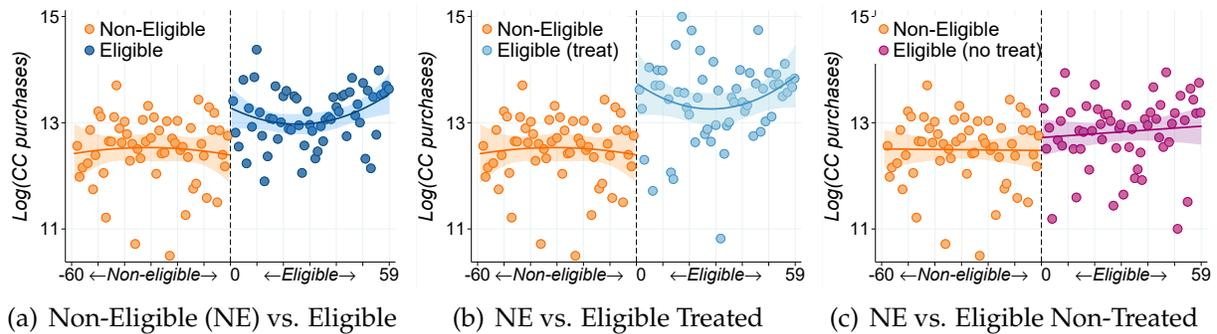 15
Non-Eligible
Eligible
13
11
Log(CC purchases)
-60 ←Non-eligible→ 0 ←Eligible→ 59
(a) Non-Eligible (NE) vs. Eligible
15
Non-Eligible
Eligible (treat)
13
11
Log(CC purchases)
-60 ←Non-eligible→ 0 ←Eligible→ 59
(b) NE vs. Eligible Treated
15
Non-Eligible
Eligible (no treat)
13
11
Log(CC purchases)
-60 ←Non-eligible→ 0 ←Eligible→ 59
(c) NE vs. Eligible Non-Treated